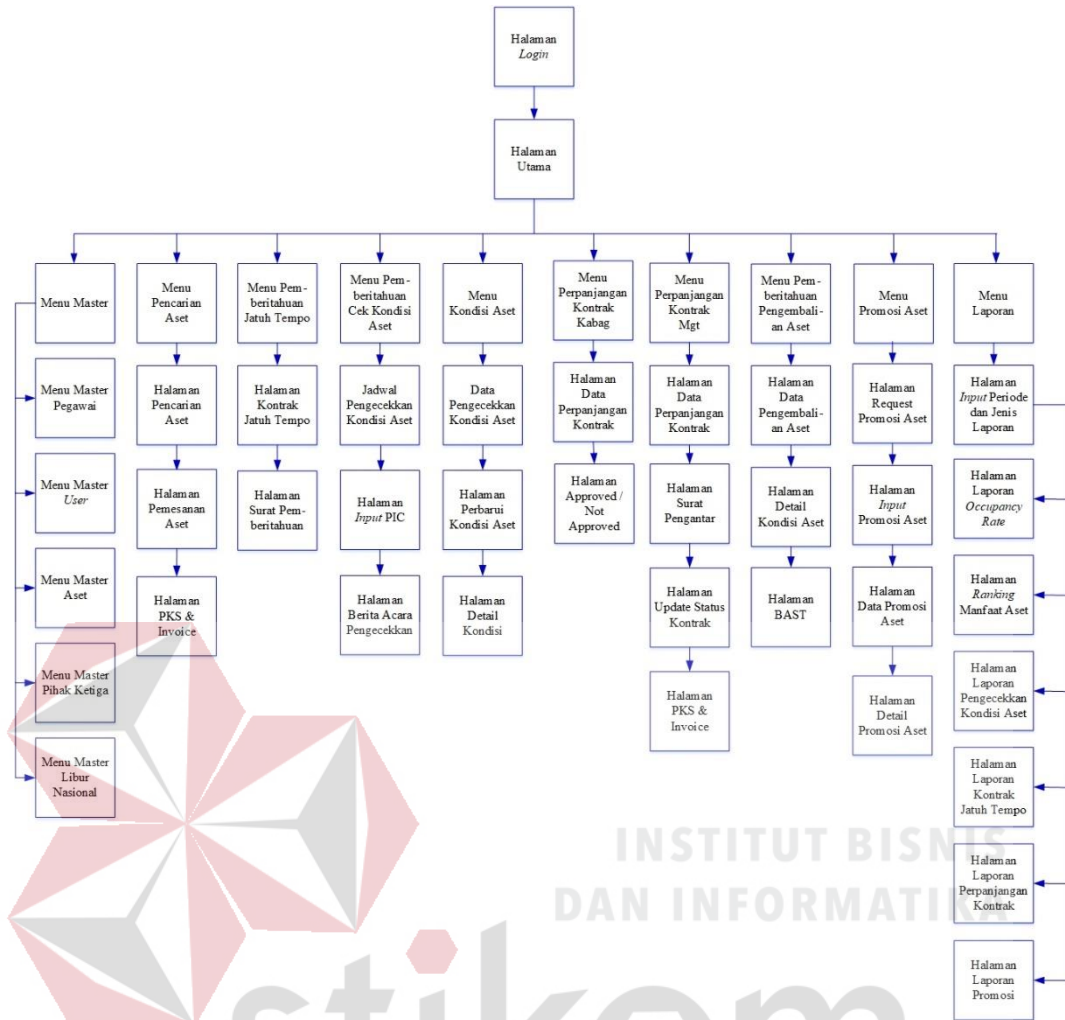 Halaman
Login
Halaman
Utama
Menu Master
Menu Master
Pegawai
Menu Master
User
Menu Master
Aset
Menu Master
Pihak Ketiga
Menu Master
Libur
Nasional
Menu
Pencarian
Aset
Halaman
Pencarian
Aset
Halaman
Pemesanan
Aset
Halaman
PKS &
Invoice
Menu Pem-
beritahuan
Jatuh Tempo
Halaman
Kontrak
Jatuh Tempo
Halaman
Surat Pem-
beritahuan
Menu Pem-
beritahuan
Cek Kondisi
Aset
Jadwal
Pengecekkan
Kondisi Aset
Halaman
Input PIC
Halaman
Berita Acara
Pengecekkan
Menu
Kondisi Aset
Data
Pengecekkan
Kondisi Aset
Halaman
Perbarui
Kondisi Aset
Halaman
Detail
Kondisi
Menu
Perpanjangan
Kontrak
Kabag
Halaman
Data
Perpanjangan
Kontrak
Halaman
Approved /
Not
Approved
Menu
Perpanjangan
Kontrak
Mgt
Halaman
Data
Perpanjangan
Kontrak
Halaman
Surat
Pengantar
Halaman
Update Status
Kontrak
Halaman
PKS &
Invoice
Menu Pem-
beritahuan
Pengembali-
an Aset
Halaman
Data
Pengembali-
an Aset
Halaman
Detail
Kondisi Aset
Halaman
BAST
Menu
Promosi Aset
Halaman
Request
Promosi Aset
Halaman
Input
Promosi Aset
Halaman
Data Promosi
Aset
Halaman
Detail
Promosi Aset
Menu
Laporan
Halaman
Input Periode
dan Jenis
Laporan
Halaman
Laporan
Occupancy
Rate
Halaman
Ranking
Manfaat Aset
Halaman
Laporan
Pengecekkan
Kondisi Aset
Halaman
Laporan
Kontrak
Jatuh Tempo
Halaman
Laporan
Perpanjangan
Kontrak
Halaman
Laporan
Promosi
INSTITUT BISNIS
DAN INFORMATIKA
stikom